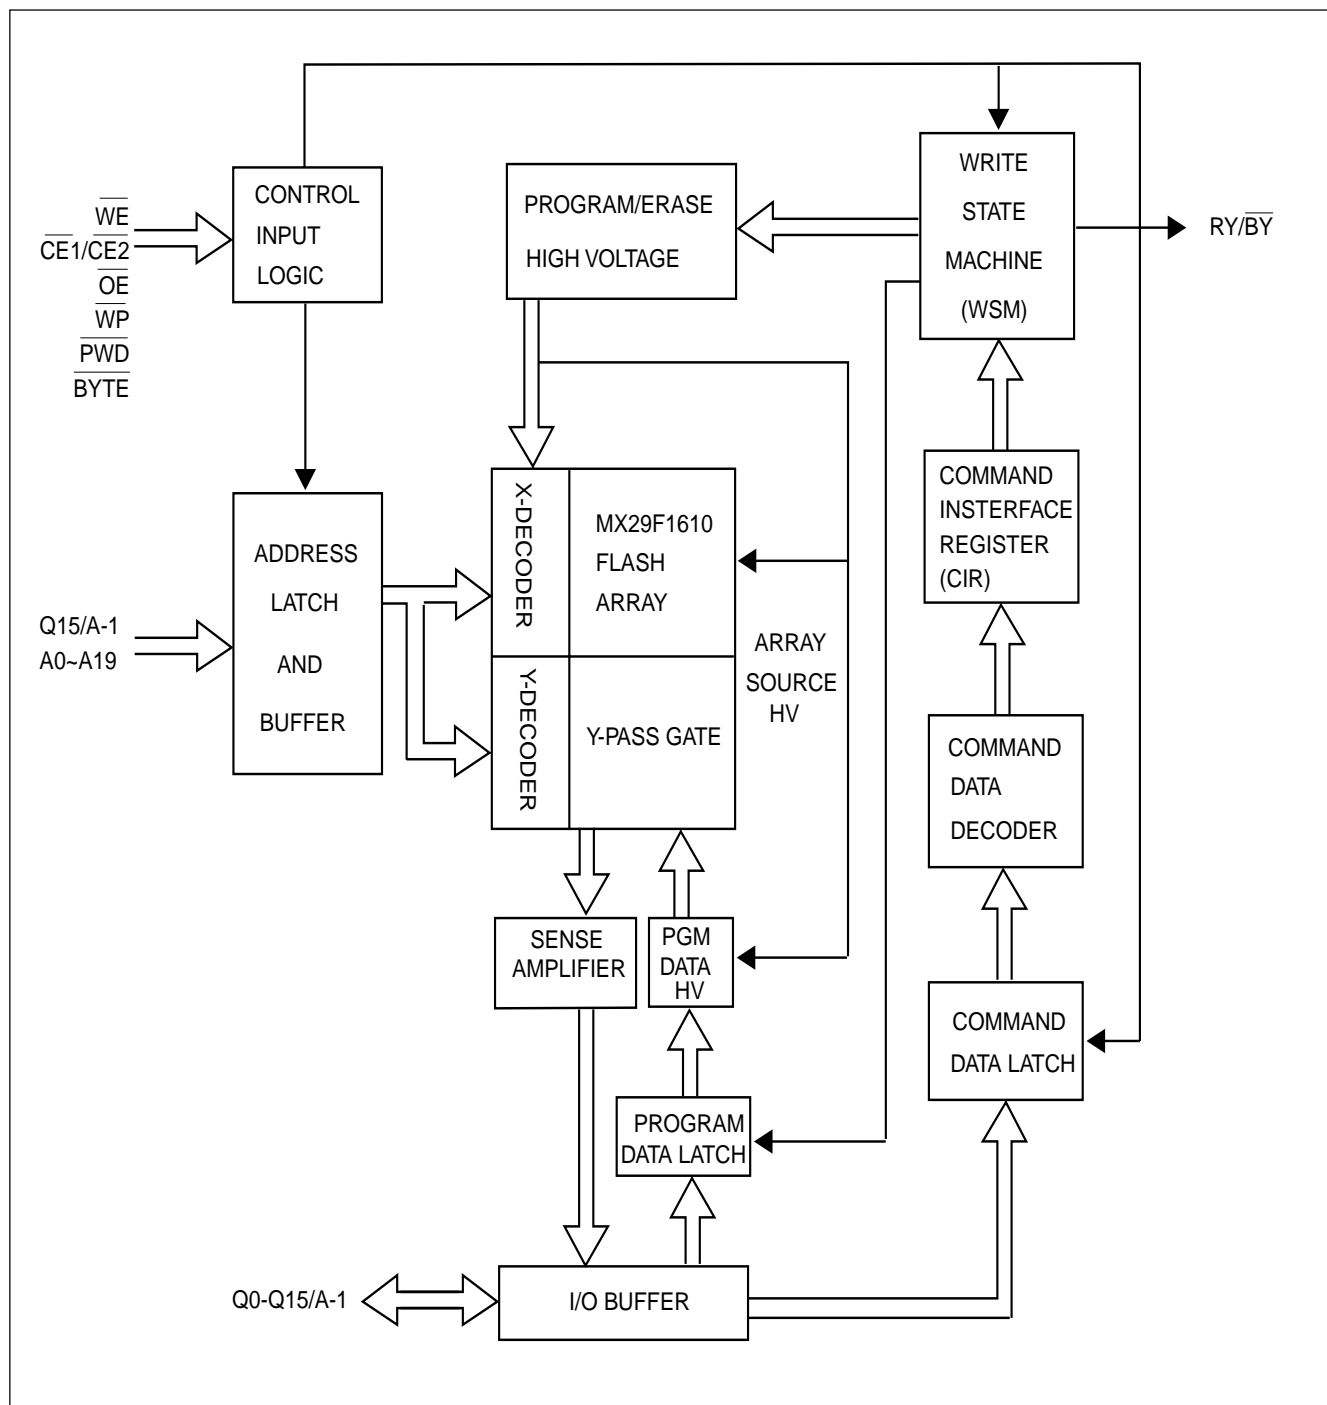 CONTROL
INPUT
LOGIC
WE
CE1/CE2
OE
WP
PWD
BYTE
PROGRAM/ERASE
HIGH VOLTAGE
WRITE
STATE
MACHINE
(WSM)
RY/BY
Q15/A-1
A0~A19
ADDRESS
LATCH
AND
BUFFER
X-DECODER
MX29F1610
FLASH
ARRAY
Y-DECODER
Y-PASS GATE
ARRAY
SOURCE
HV
COMMAND
INSTERFACE
REGISTER
(CIR)
COMMAND
DATA
DECODER
SENSE
AMPLIFIER
PGM
DATA
HV
COMMAND
DATA LATCH
PROGRAM
DATA LATCH
Q0-Q15/A-1
I/O BUFFER